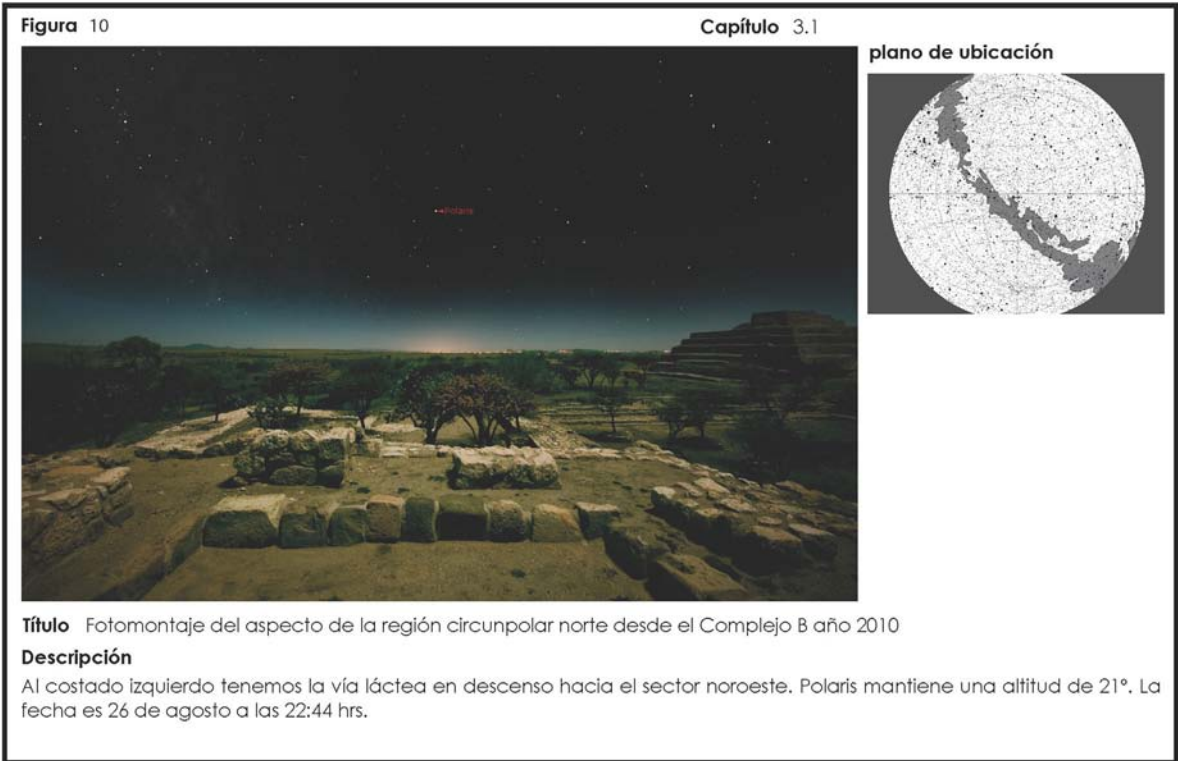 Figura 10
Capítulo 3.1
plano de ubicación
Polaris
Título Fotomontaje del aspecto de la región circunpolar norte desde el Complejo B año 2010
Descripción
Al costado izquierdo tenemos la vía láctea en descenso hacia el sector noroeste. Polaris mantiene una altitud de 21°. La
fecha es 26 de agosto a las 22:44 hrs.